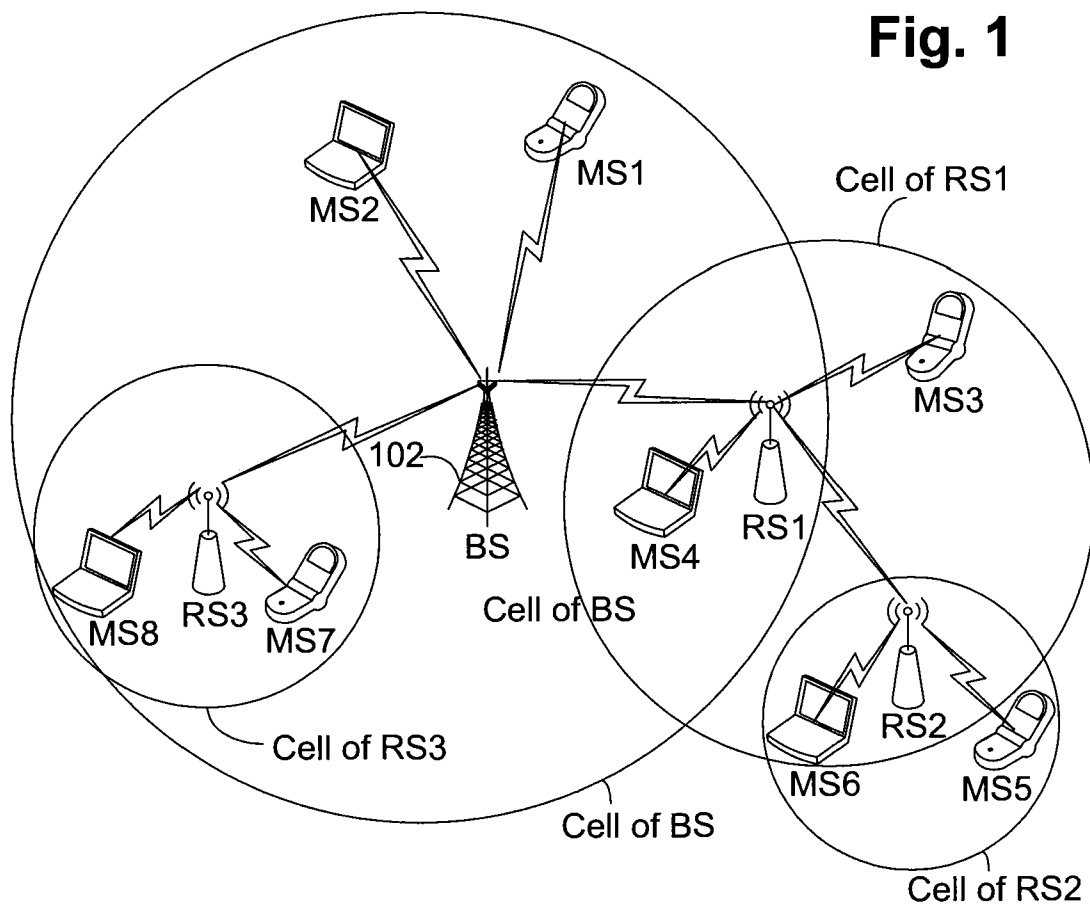 Fig. 1
MS2
MS1
Cell of RS1
MS3
102
BS
MS4
RS1
Cell of BS
MS8
RS3
MS7
RS2
MS6
MS5
Cell of RS3
Cell of BS
Cell of RS2